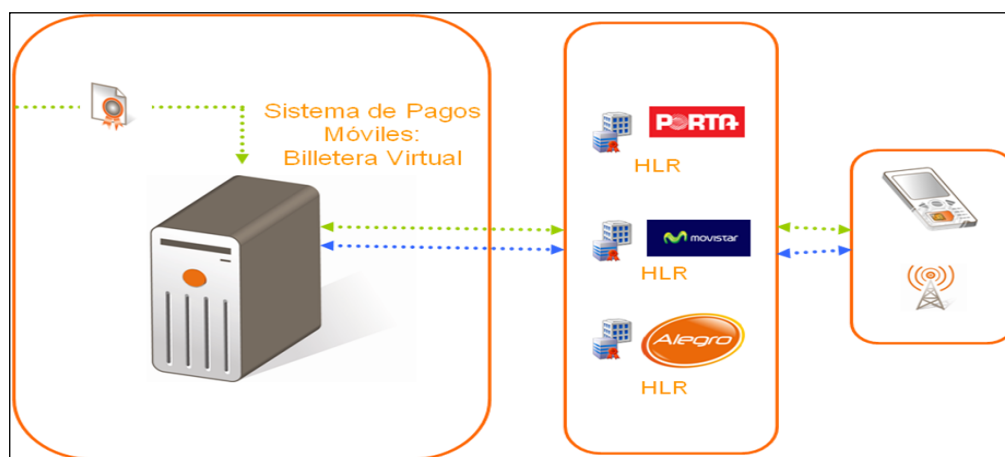 Sistema de Pagos
Móviles:
Billetera Virtual
PORTA
HLR
movistar
HLR
Alegro
HLR